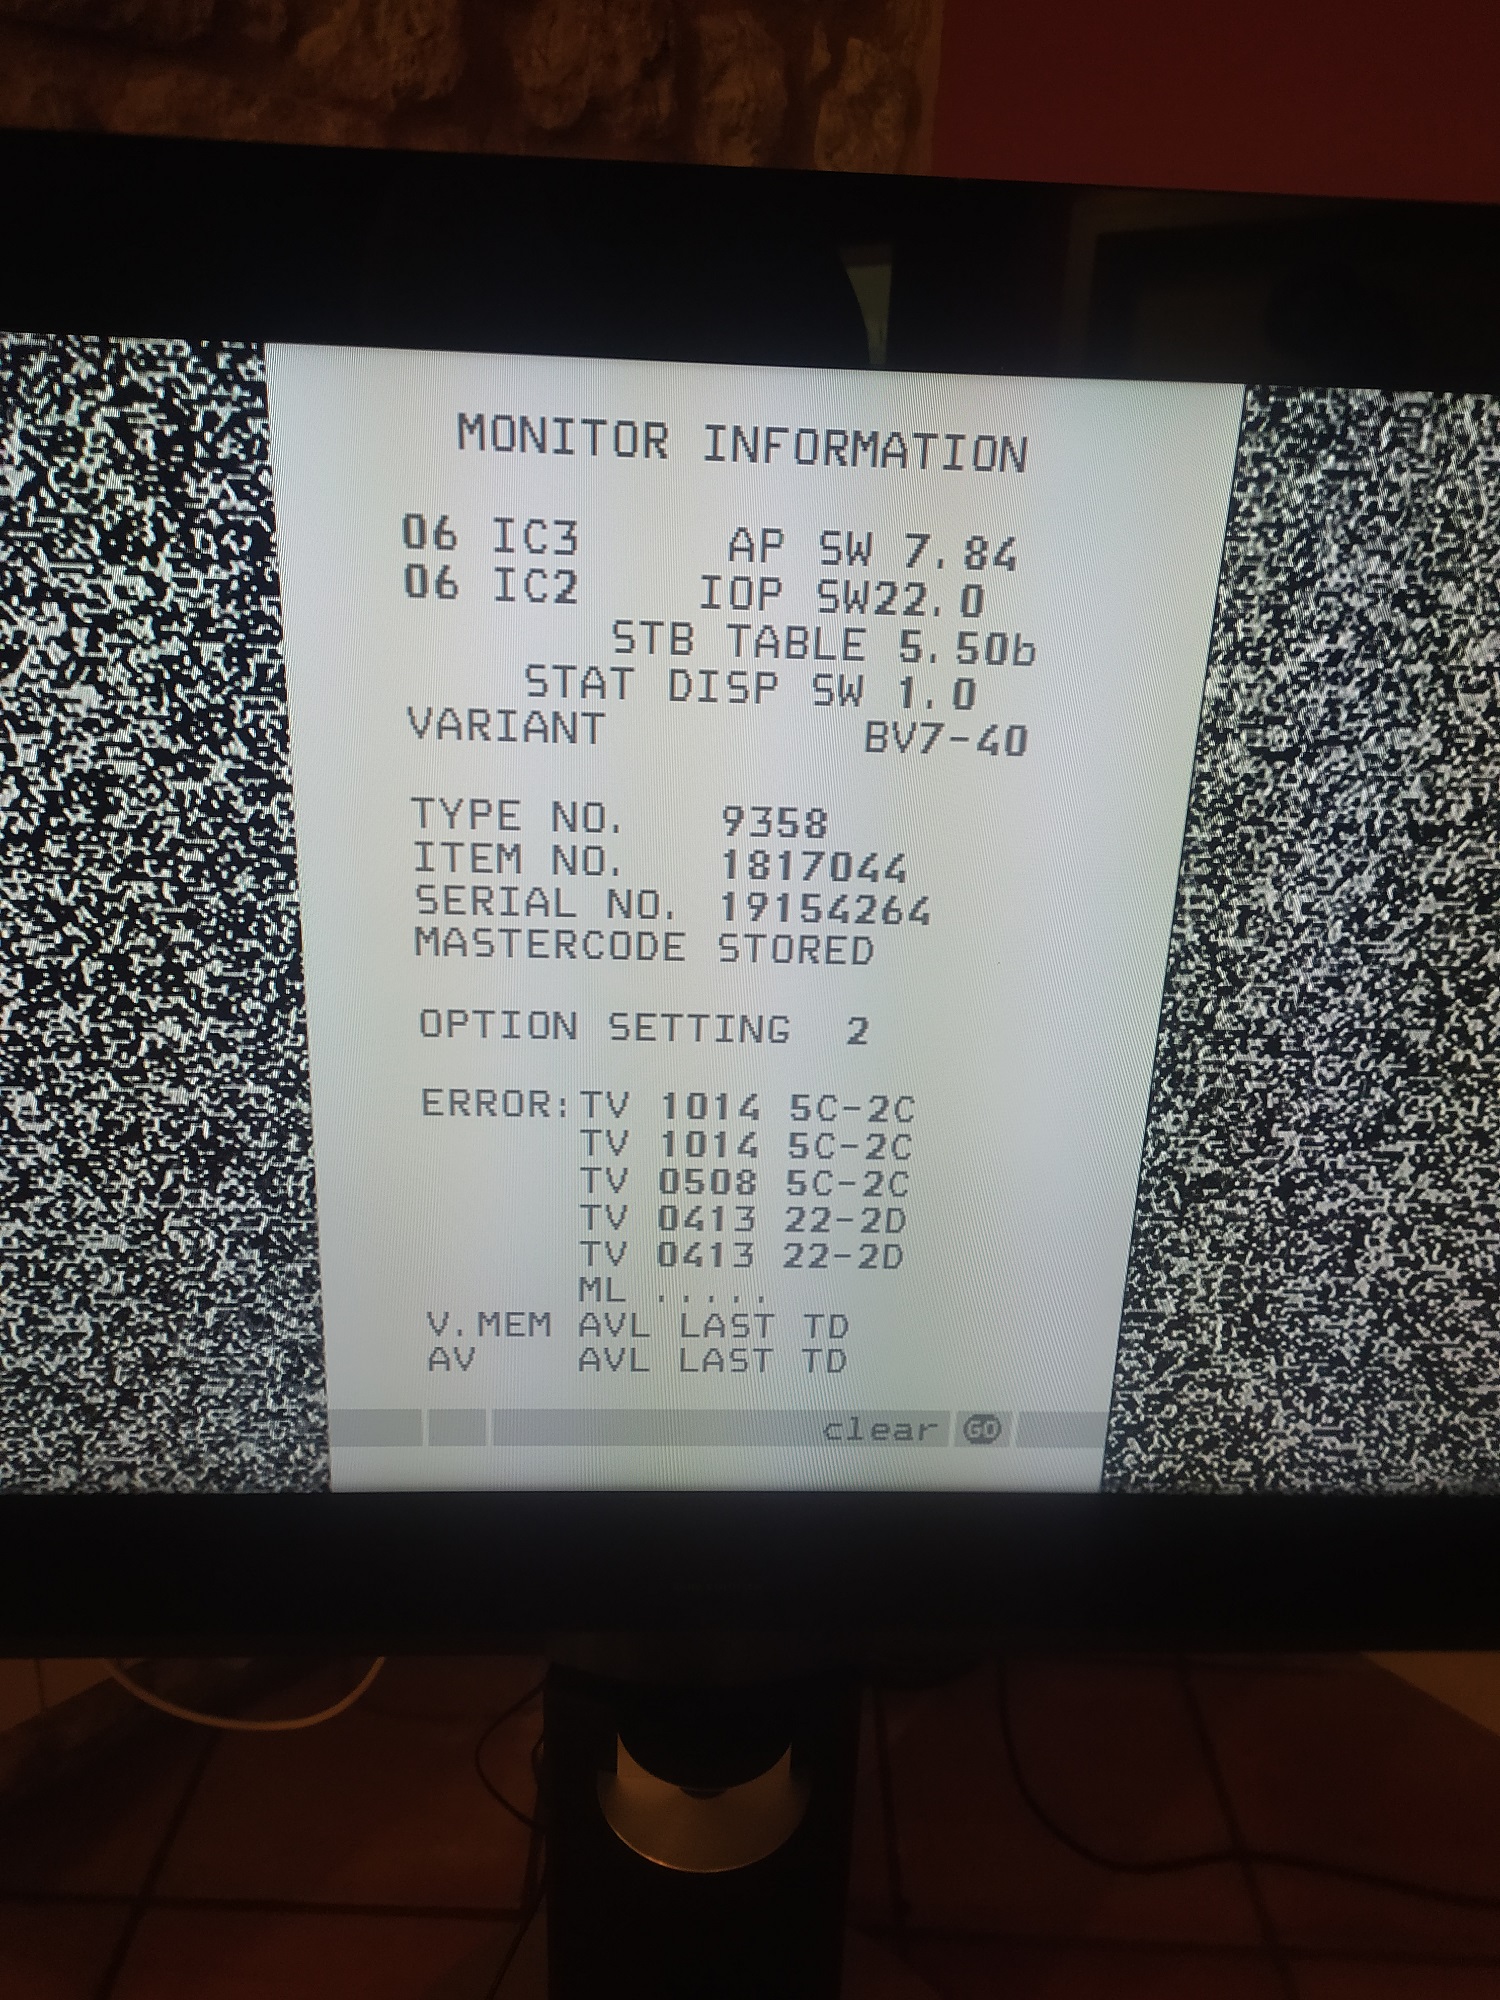 MONITOR INFORMATION
06 IC3 AP SW 7.84
06 IC2 IOP SW22.0
STB TABLE 5.50b
STAT DISP SW 1.0
VARIANT BV7-40
TYPE NO. 9358
ITEM NO. 1817044
SERIAL NO. 19154264
MASTERCODE STORED
OPTION SETTING 2
ERROR: TV 1014 5C-2C
TV 1014 5C-2C
TV 0508 5C-2C
TV 0413 22-2D
TV 0413 22-2D
ML .....
V.MEM AVL LAST TD
AV AVL LAST TD
clear GO